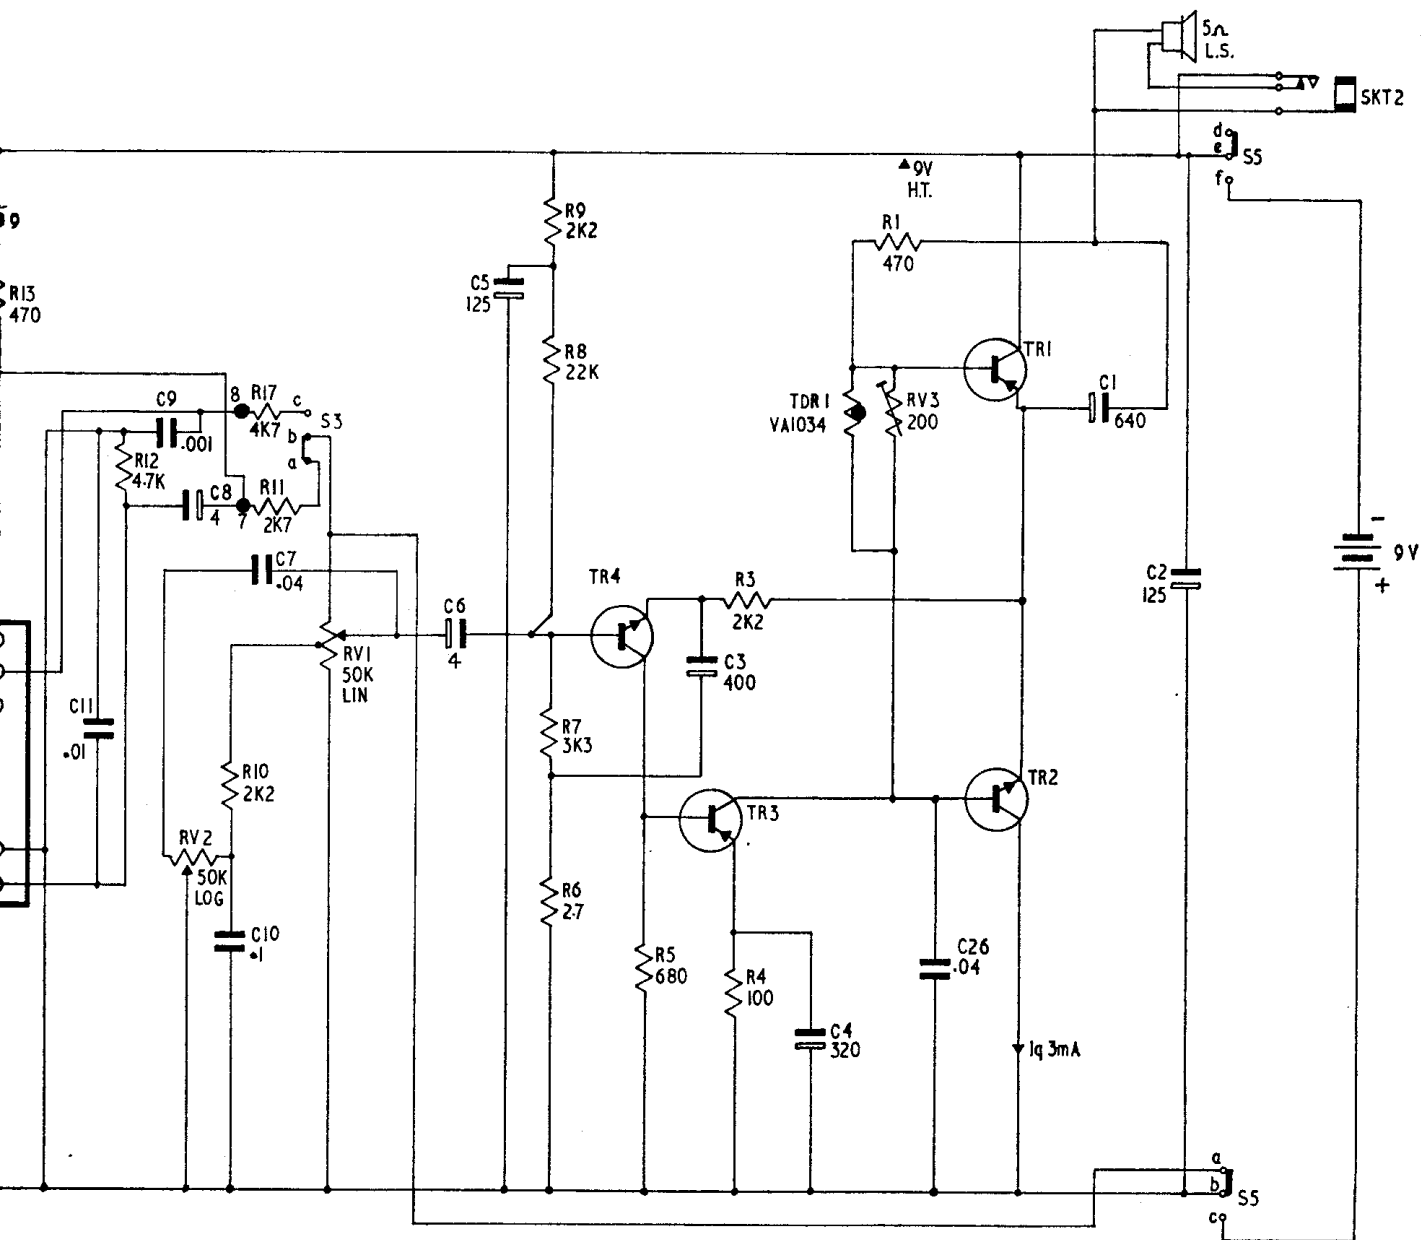 5Ω
L.S.
SKT2
d
e
S5
f
▲9V
H.T.
9
R9
2K2
R1
470
R13
470
C5
125
R8
22K
TR1
C9
.001
8
R17
4K7
c
S3
b
a
TDR1
VA1034
RV3
200
C1
640
R12
4.7K
C8
4
7
R11
2K7
-
9V
+
C7
.04
TR4
R3
2K2
C2
125
C6
4
RV1
50K
LIN
C3
400
C11
.01
R7
3K3
R10
2K2
TR3
TR2
RV2
50K
LOG
R6
2.7
C10
.1
R5
680
R4
100
C26
.04
C4
320
Iq 3mA
a
b
S5
c